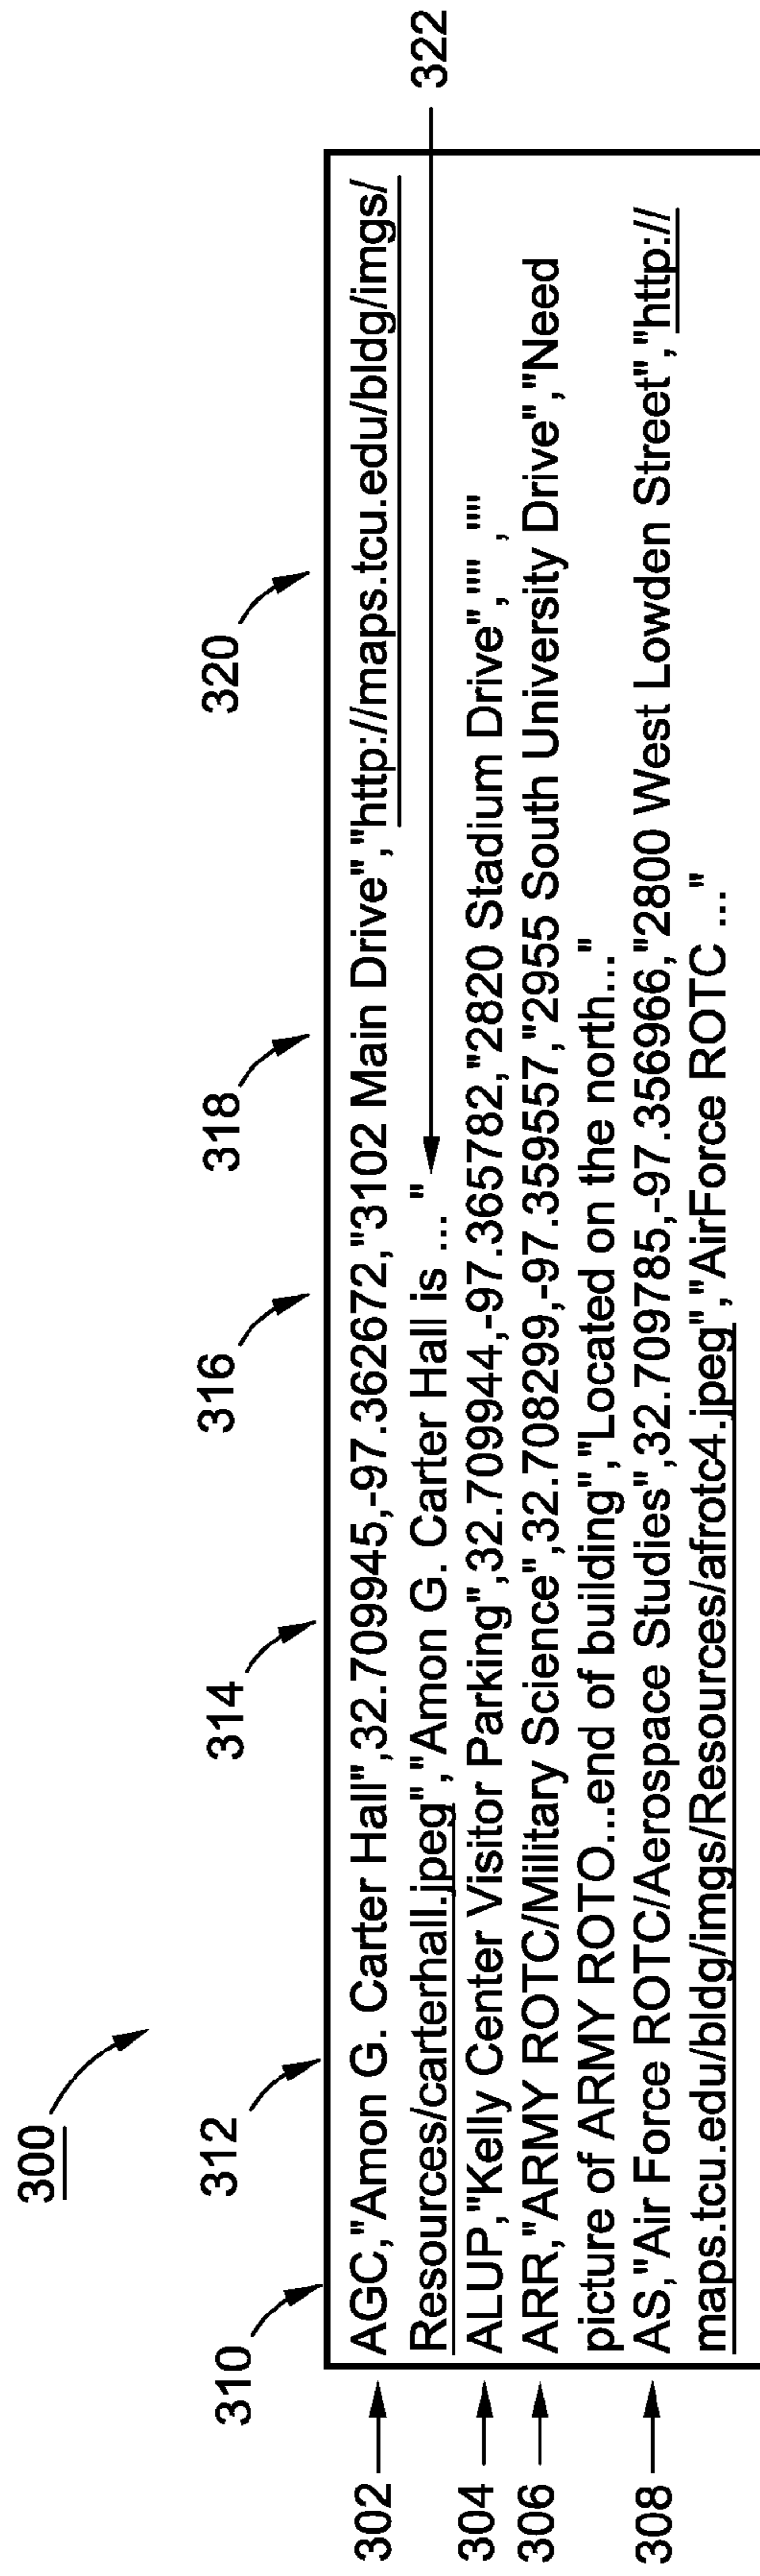 300
310 312 314 316 318 320
302 AGC,"Amon G. Carter Hall",32.709945,-97.362672,"3102 Main Drive","http://maps.tcu.edu/bldg/imgs/
Resources/carterhall.jpeg","Amon G. Carter Hall is ..." 322
304 ALUP,"Kelly Center Visitor Parking",32.709944,-97.365782,"2820 Stadium Drive","" ,""
306 ARR,"ARMY ROTC/Military Science",32.708299,-97.359557,"2955 South University Drive","Need
picture of ARMY ROTO...end of building","Located on the north..."
308 AS,"Air Force ROTC/Aerospace Studies",32.709785,-97.356966,"2800 West Lowden Street","http://
maps.tcu.edu/bldg/imgs/Resources/afrotc4.jpeg","AirForce ROTC ..."